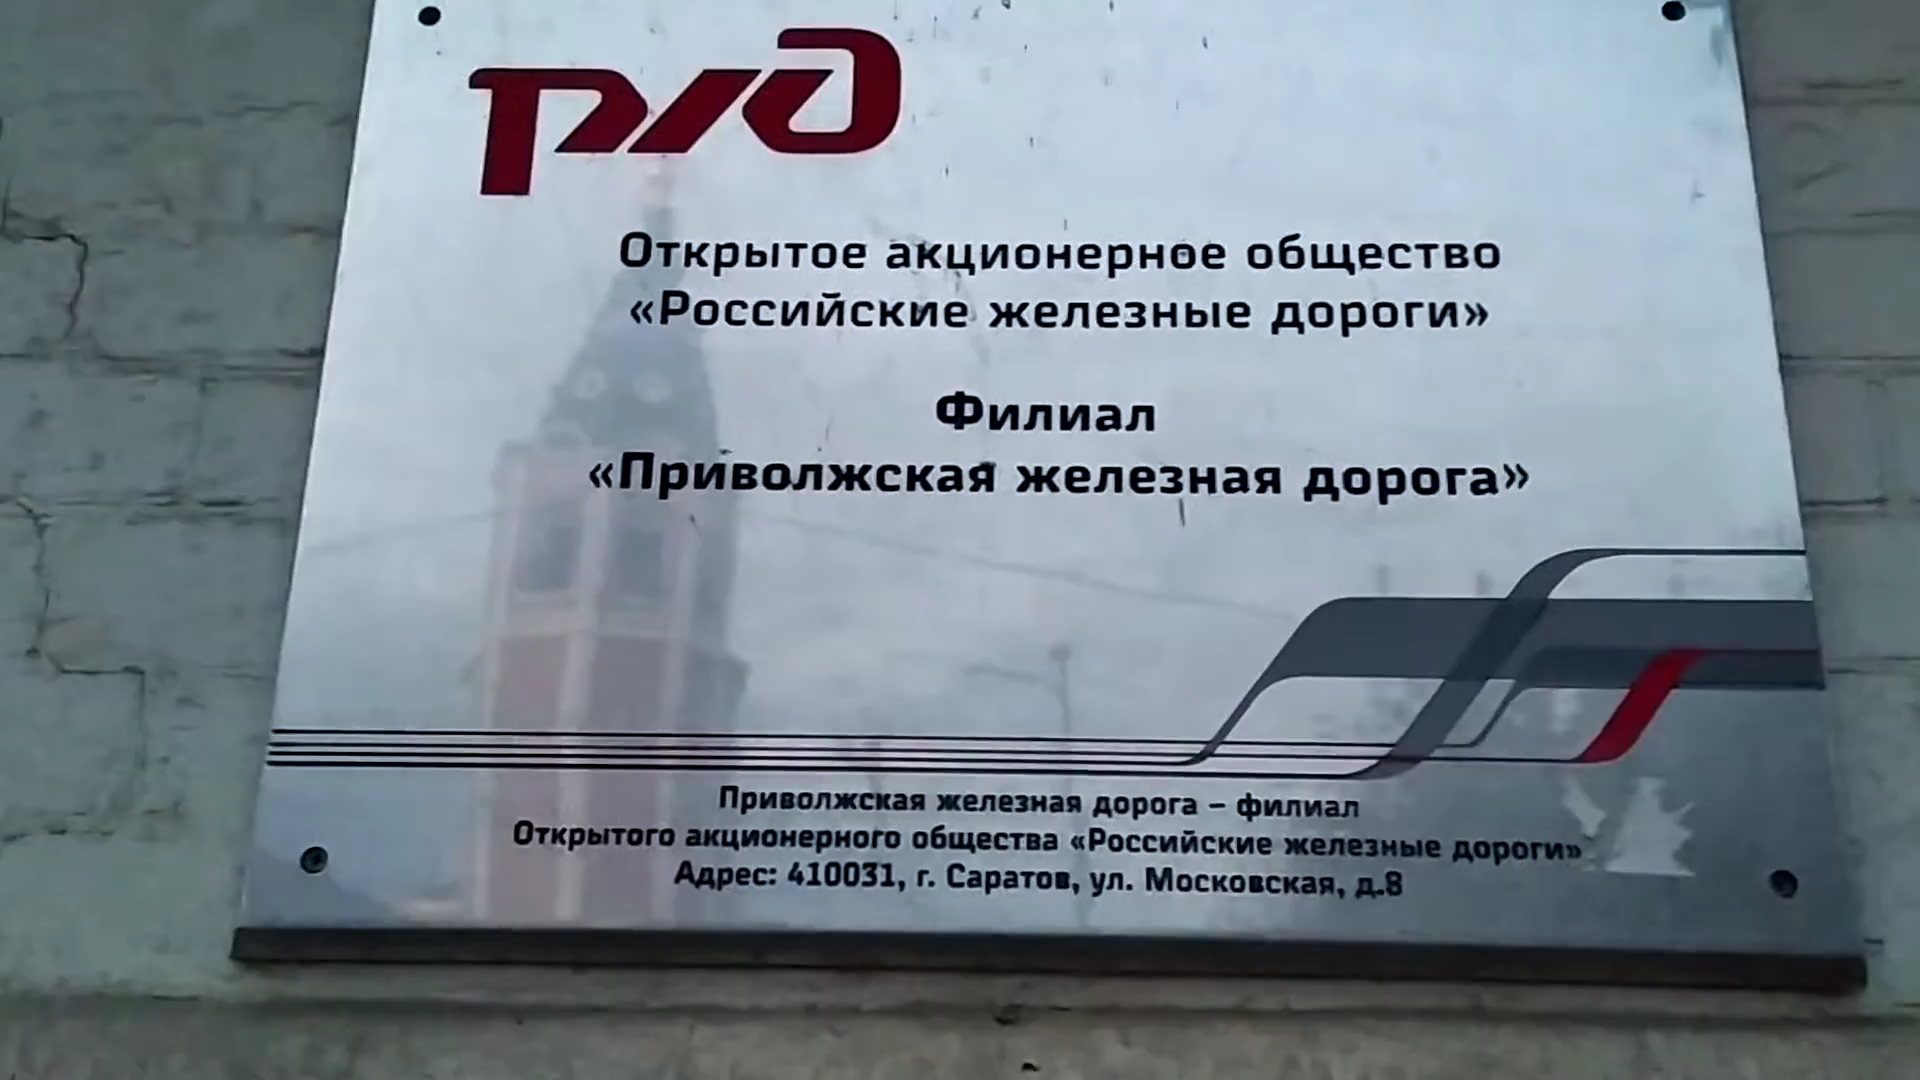 РЖД
Открытое акционерное общество
«Российские железные дороги»
Филиал
«Приволжская железная дорога»
Приволжская железная дорога – филиал
Открытого акционерного общества «Российские железные дороги»
Адрес: 410031, г. Саратов, ул. Московская, д.8